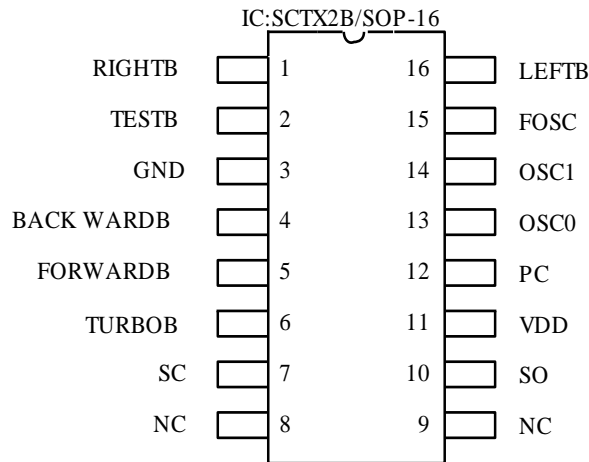 IC:SCTX2B/SOP-16
RIGHTB 1 16 LEFTB
TESTB 2 15 FOSC
GND 3 14 OSC1
BACK WARDB 4 13 OSC0
FORWARDB 5 12 PC
TURBOB 6 11 VDD
SC 7 10 SO
NC 8 9 NC